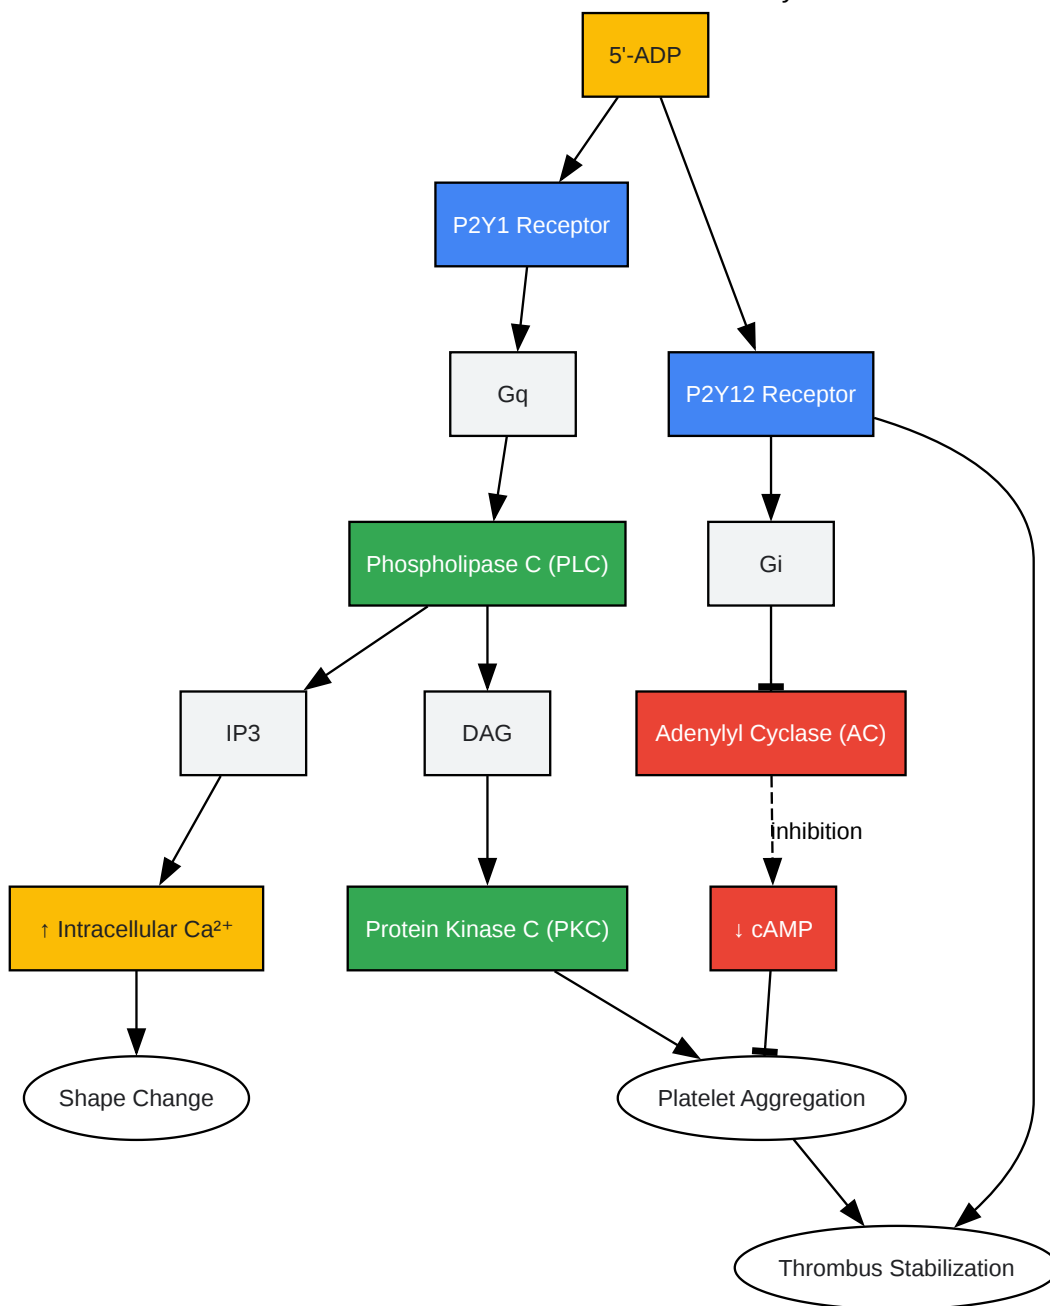 5'-ADP
P2Y1 Receptor
Gq
P2Y12 Receptor
Phospholipase C (PLC)
Gi
IP3
DAG
Adenylyl Cyclase (AC)
inhibition
↑ Intracellular Ca²⁺
Protein Kinase C (PKC)
↓ cAMP
Shape Change
Platelet Aggregation
Thrombus Stabilization